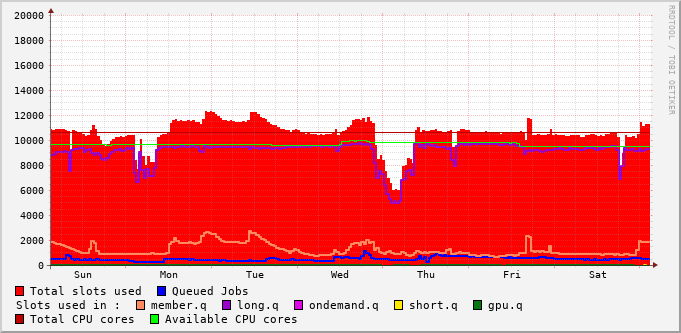 20000
18000
16000
14000
12000
10000
8000
6000
4000
2000
0
Sun Mon Tue Wed Thu Fri Sat
RRDTOOL / TOBI OETIKER
Total slots used Queued Jobs
Slots used in : member.q long.q ondemand.q short.q gpu.q
Total CPU cores Available CPU cores